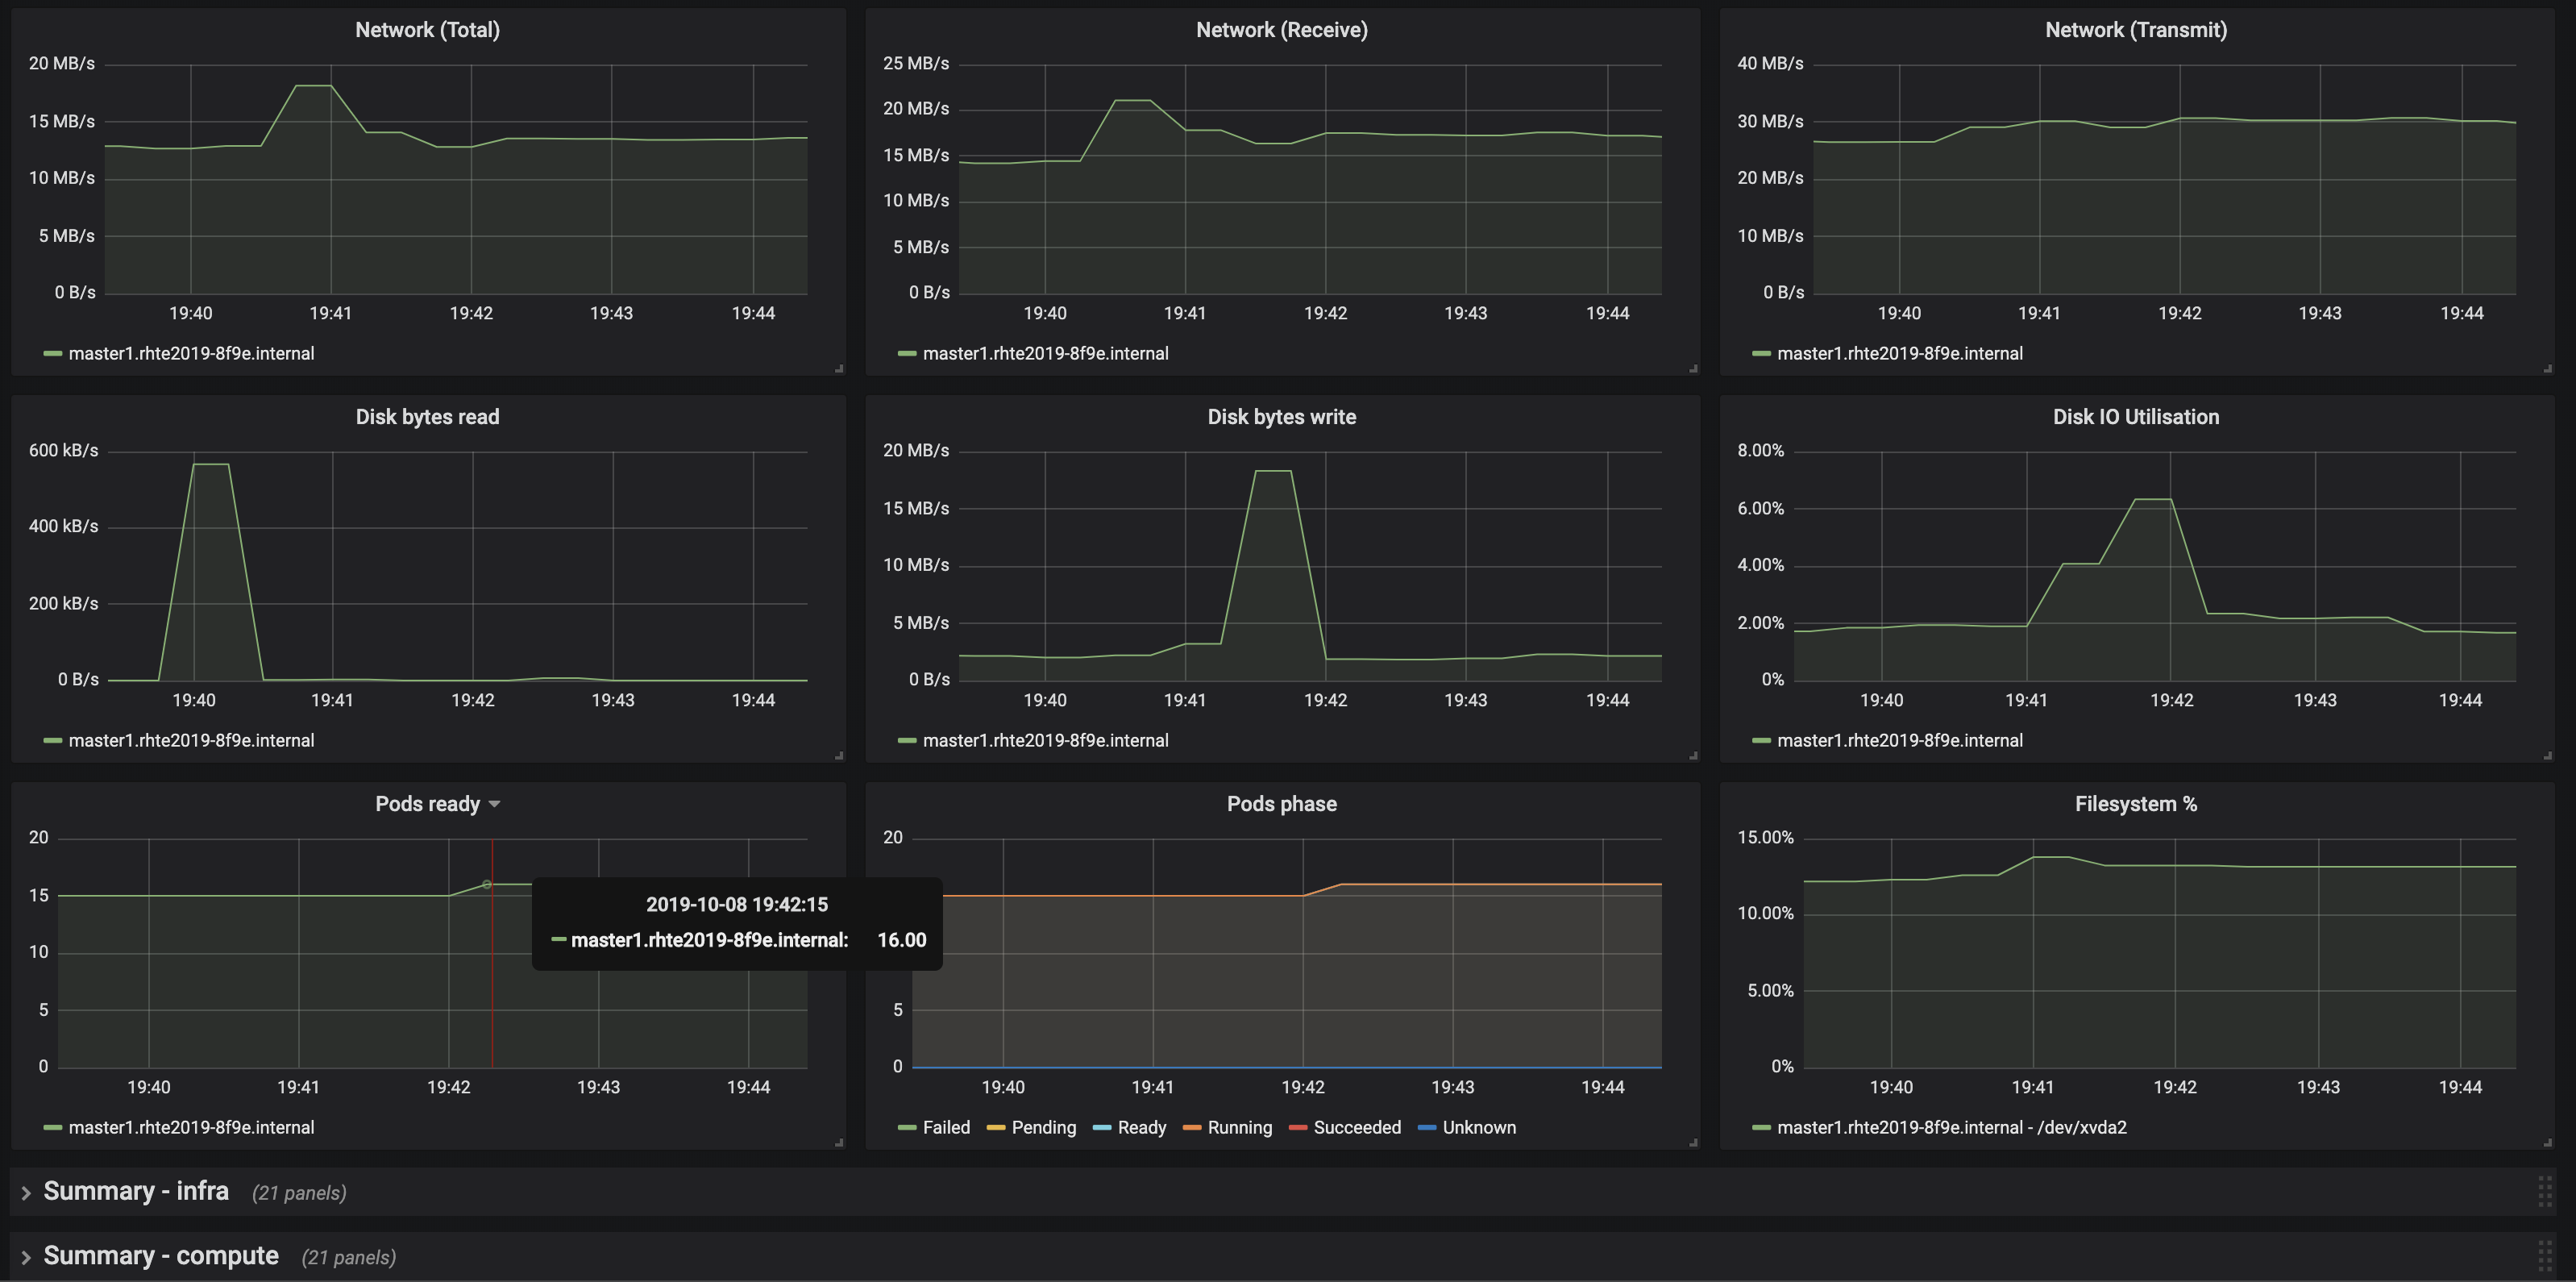 Network (Total)
20 MB/s
15 MB/s
10 MB/s
5 MB/s
0 B/s
19:40 19:41 19:42 19:43 19:44
master1.rhte2019-8f9e.internal
Network (Receive)
25 MB/s
20 MB/s
15 MB/s
10 MB/s
5 MB/s
0 B/s
19:40 19:41 19:42 19:43 19:44
master1.rhte2019-8f9e.internal
Network (Transmit)
40 MB/s
30 MB/s
20 MB/s
10 MB/s
0 B/s
19:40 19:41 19:42 19:43 19:44
master1.rhte2019-8f9e.internal
Disk bytes read
600 kB/s
400 kB/s
200 kB/s
0 B/s
19:40 19:41 19:42 19:43 19:44
master1.rhte2019-8f9e.internal
Disk bytes write
20 MB/s
15 MB/s
10 MB/s
5 MB/s
0 B/s
19:40 19:41 19:42 19:43 19:44
master1.rhte2019-8f9e.internal
Disk IO Utilisation
8.00%
6.00%
4.00%
2.00%
0%
19:40 19:41 19:42 19:43 19:44
master1.rhte2019-8f9e.internal
Pods ready
20
15
10
5
0
19:40 19:41 19:42 19:43 19:44
master1.rhte2019-8f9e.internal
2019-10-08 19:42:15
master1.rhte2019-8f9e.internal: 16.00
Pods phase
20
5
0
19:40 19:41 19:42 19:43 19:44
Failed Pending Ready Running Succeeded Unknown
Filesystem %
15.00%
10.00%
5.00%
0%
19:40 19:41 19:42 19:43 19:44
master1.rhte2019-8f9e.internal - /dev/xvda2
Summary - infra (21 panels)
Summary - compute (21 panels)